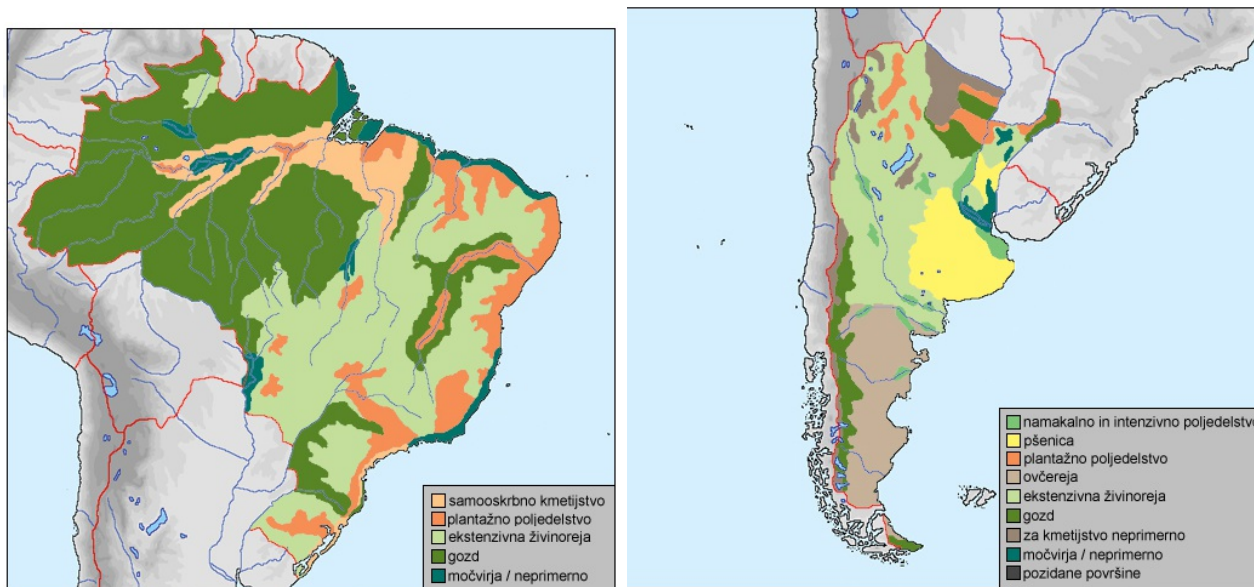 samooskrbno kmetijstvo
plantažno poljedelstvo
ekstenzivna živinoreja
gozd
močvirja / neprimerno
namakalno in intenzivno poljedelstvo
pšenica
plantažno poljedelstvo
ovčereja
ekstenzivna živinoreja
gozd
za kmetijstvo neprimerno
močvirja / neprimerno
pozidane površine